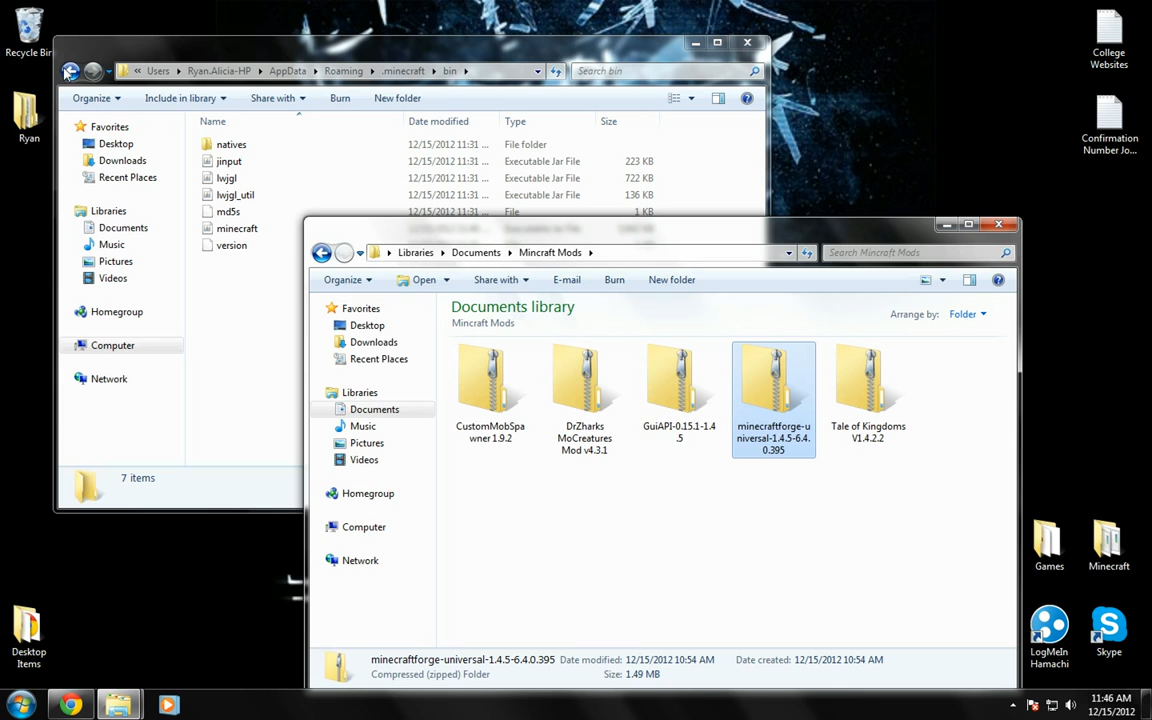 Recycle Bin
Ryan
Desktop
Items
« Users ▸ Ryan.Alicia-HP ▸ AppData ▸ Roaming ▸ .minecraft ▸ bin ▸
Search bin
Organize Include in library Share with Burn New folder
Name Date modified Type Size
Favorites
Desktop
Downloads
Recent Places
Libraries
Documents
Music
Pictures
Videos
Homegroup
Computer
Network
natives 12/15/2012 11:31 ... File folder
jinput 12/15/2012 11:31 ... Executable Jar File 223 KB
lwjgl 12/15/2012 11:31 ... Executable Jar File 722 KB
lwjgl_util 12/15/2012 11:31 ... Executable Jar File 136 KB
md5s 12/15/2012 11:31 ... File 1 KB
minecraft
version
7 items
▸ Libraries ▸ Documents ▸ Mincraft Mods ▸
Search Mincraft Mods
Organize Open Share with E-mail Burn New folder
Favorites
Desktop
Downloads
Recent Places
Libraries
Documents
Music
Pictures
Videos
Homegroup
Computer
Network
Documents library
Mincraft Mods
Arrange by: Folder
CustomMobSpa
wner 1.9.2
DrZharks
MoCreatures
Mod v4.3.1
GuiAPI-0.15.1-1.4
.5
minecraftforge-u
niversal-1.4.5-6.4.
0.395
Tale of Kingdoms
V1.4.2.2
minecraftforge-universal-1.4.5-6.4.0.395 Date modified: 12/15/2012 10:54 AM Date created: 12/15/2012 10:54 AM
Compressed (zipped) Folder Size: 1.49 MB
College
Websites
Confirmation
Number Jo...
Games
Minecraft
LogMeIn
Hamachi
Skype
11:46 AM
12/15/2012